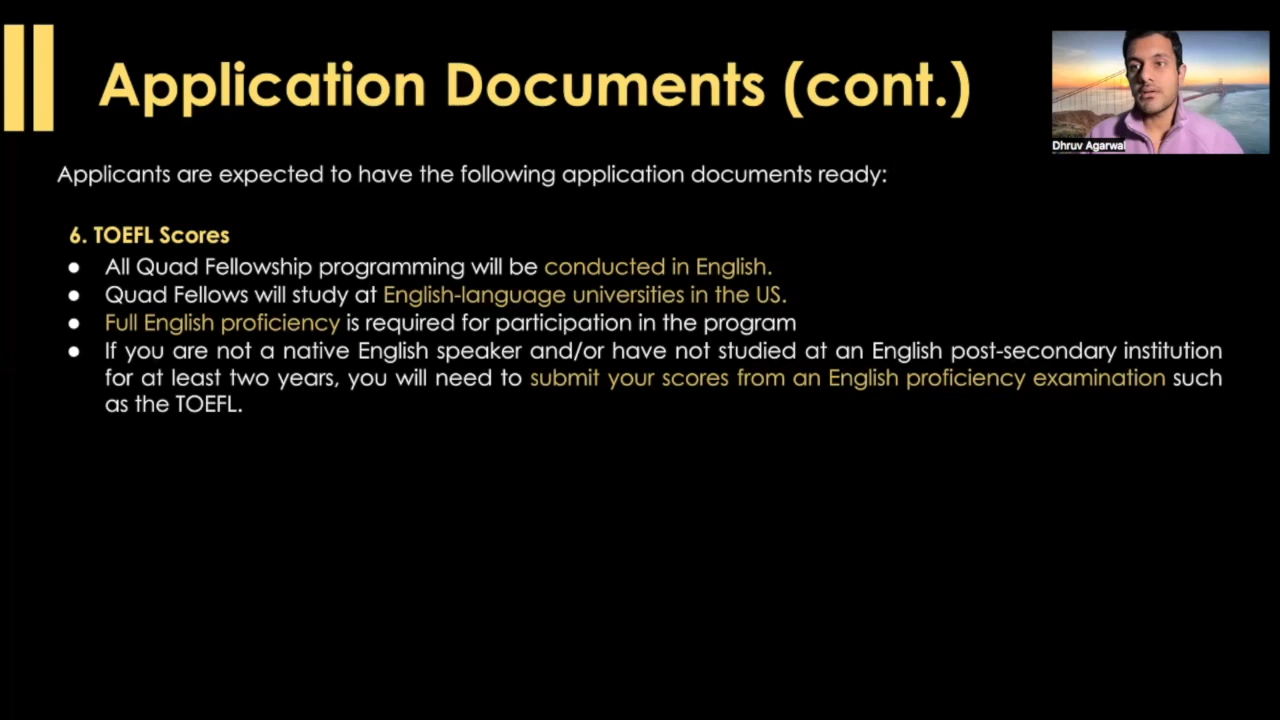 Application Documents (cont.)
Dhruv Agarwal
Applicants are expected to have the following application documents ready:
6. TOEFL Scores
● All Quad Fellowship programming will be conducted in English.
● Quad Fellows will study at English-language universities in the US.
● Full English proficiency is required for participation in the program
● If you are not a native English speaker and/or have not studied at an English post-secondary institution
for at least two years, you will need to submit your scores from an English proficiency examination such
as the TOEFL.